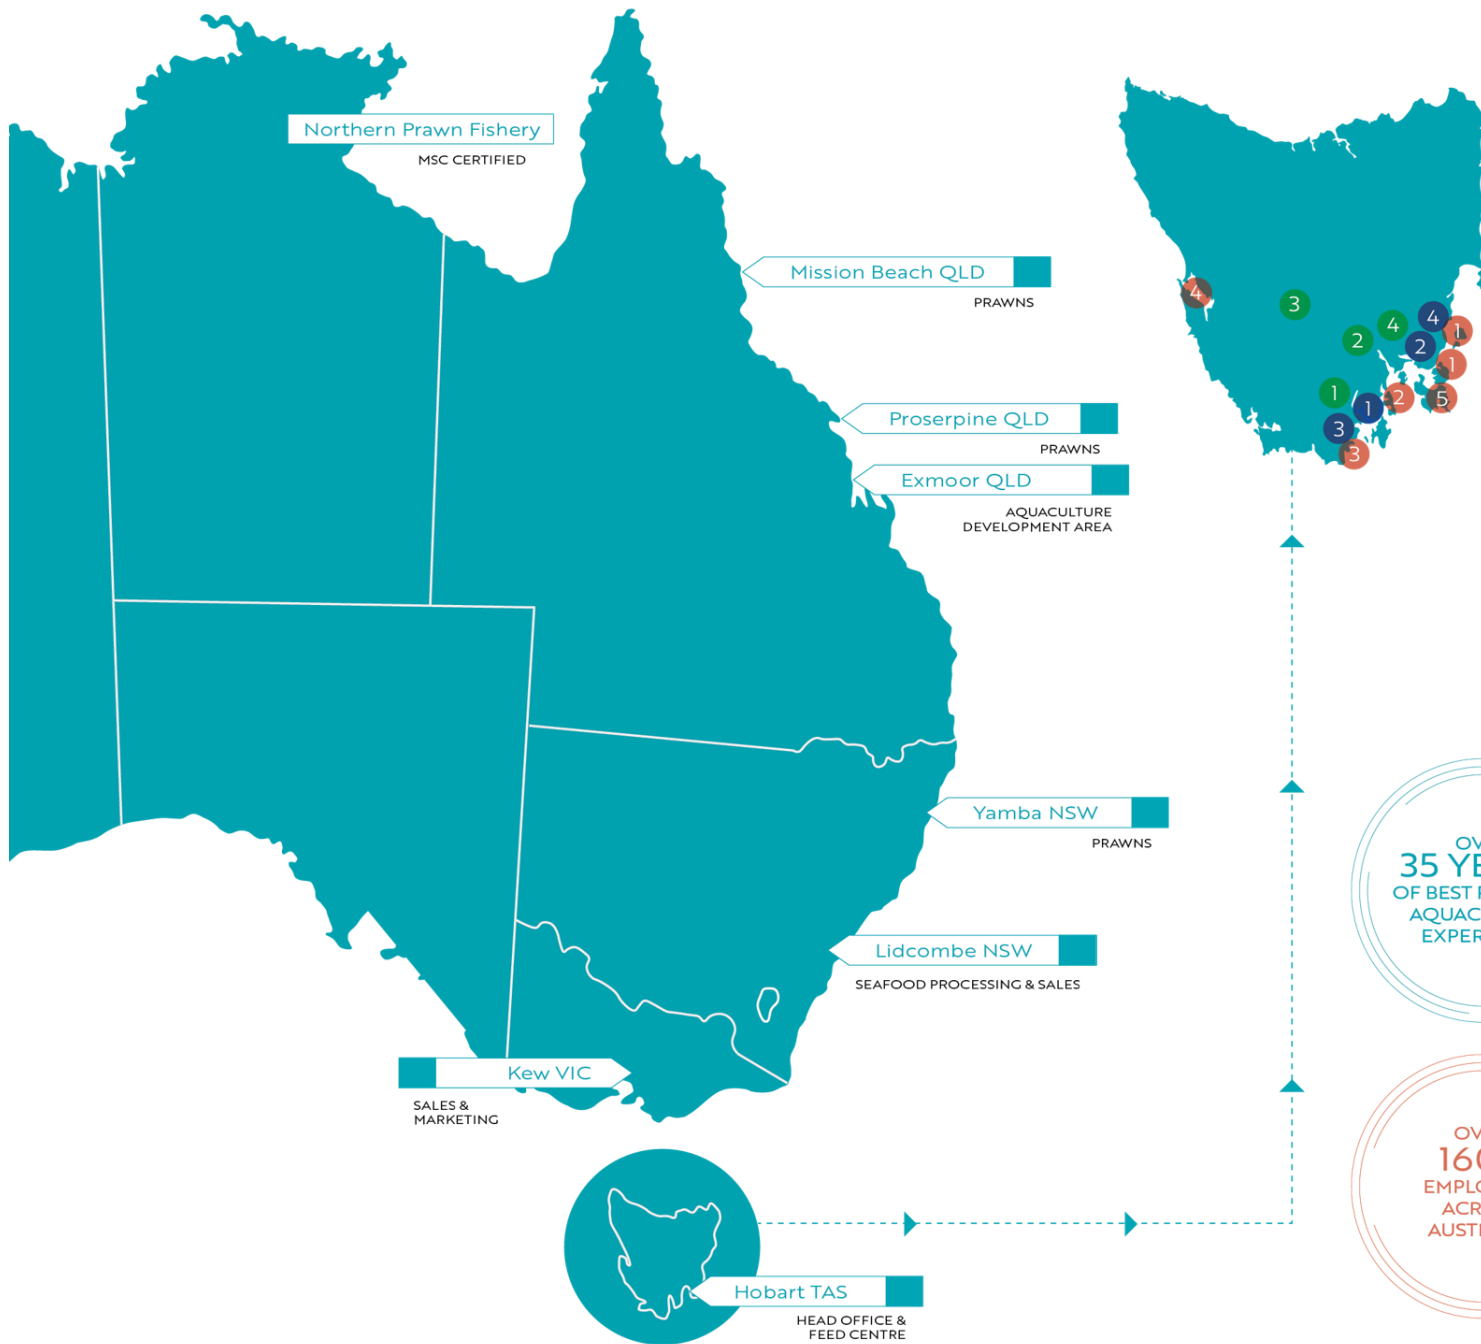 Northern Prawn Fishery
MSC CERTIFIED
Mission Beach QLD
PRAWNS
Proserpine QLD
PRAWNS
Exmoor QLD
AQUACULTURE
DEVELOPMENT AREA
Yamba NSW
PRAWNS
Lidcombe NSW
SEAFOOD PROCESSING & SALES
Kew VIC
SALES &
MARKETING
Hobart TAS
HEAD OFFICE &
FEED CENTRE
4
3
4
4
1
2
2
1
1
2
5
1
3
3
35
OF BEST